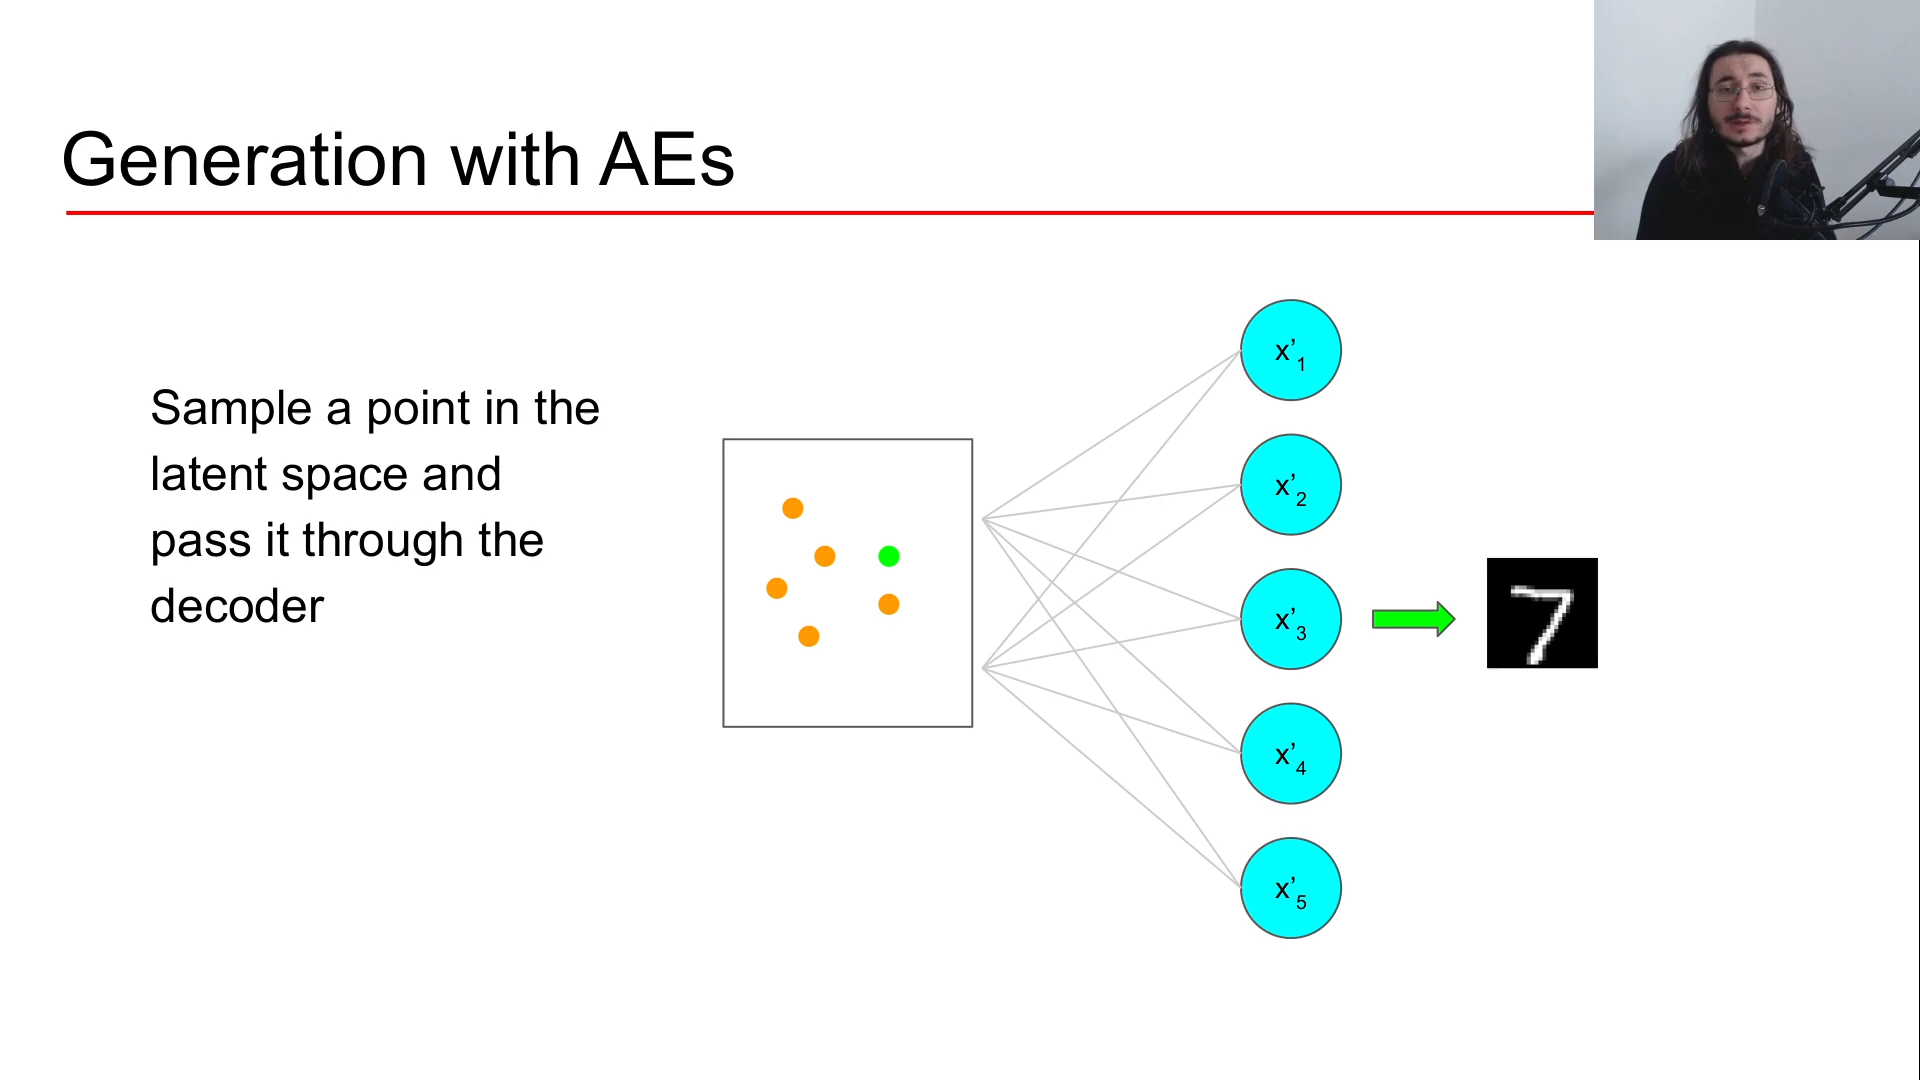 Generation with AEs
Sample a point in the
latent space and
pass it through the
decoder
x’1
x’2
x’3
x’4
x’5
7